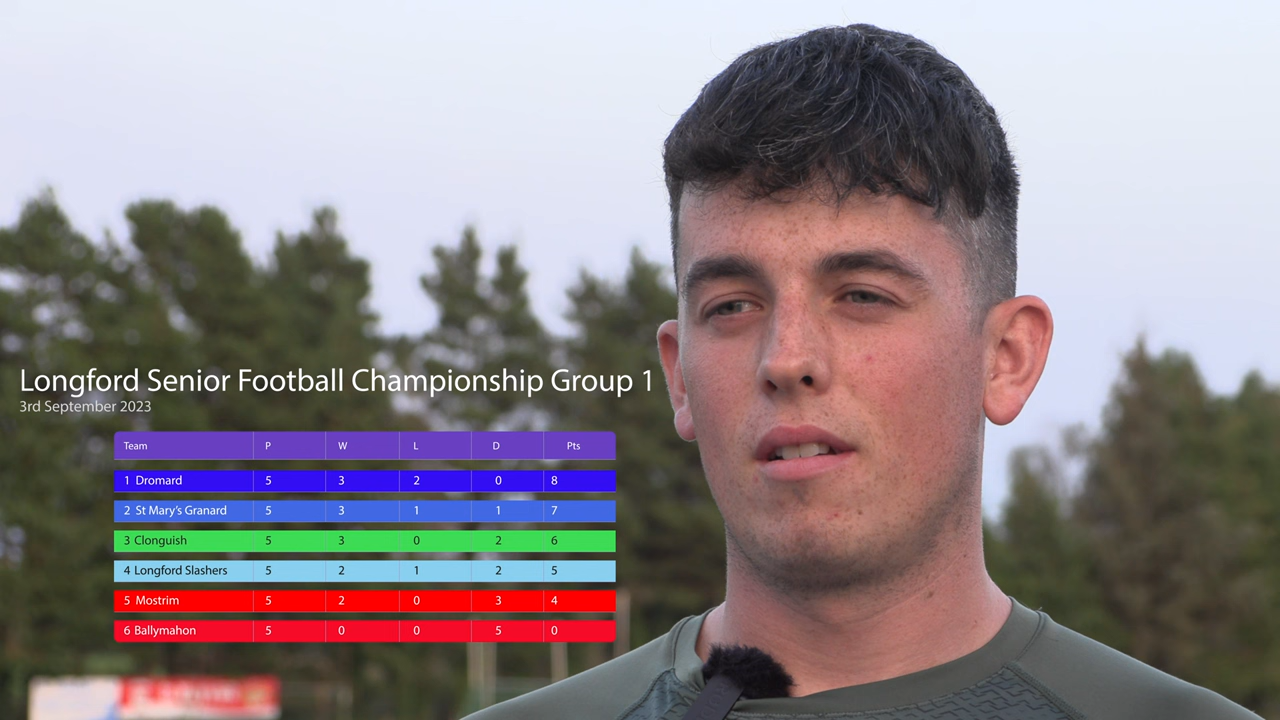 Longford Senior Football Championship Group 1
3rd September 2023
Team P W L D Pts
1 Dromard 5 3 2 0 8
2 St Mary's Granard 5 3 1 1 7
3 Clonguish 5 3 0 2 6
4 Longford Slashers 5 2 1 2 5
5 Mostrim 5 2 0 3 4
6 Ballymahon 5 0 0 5 0